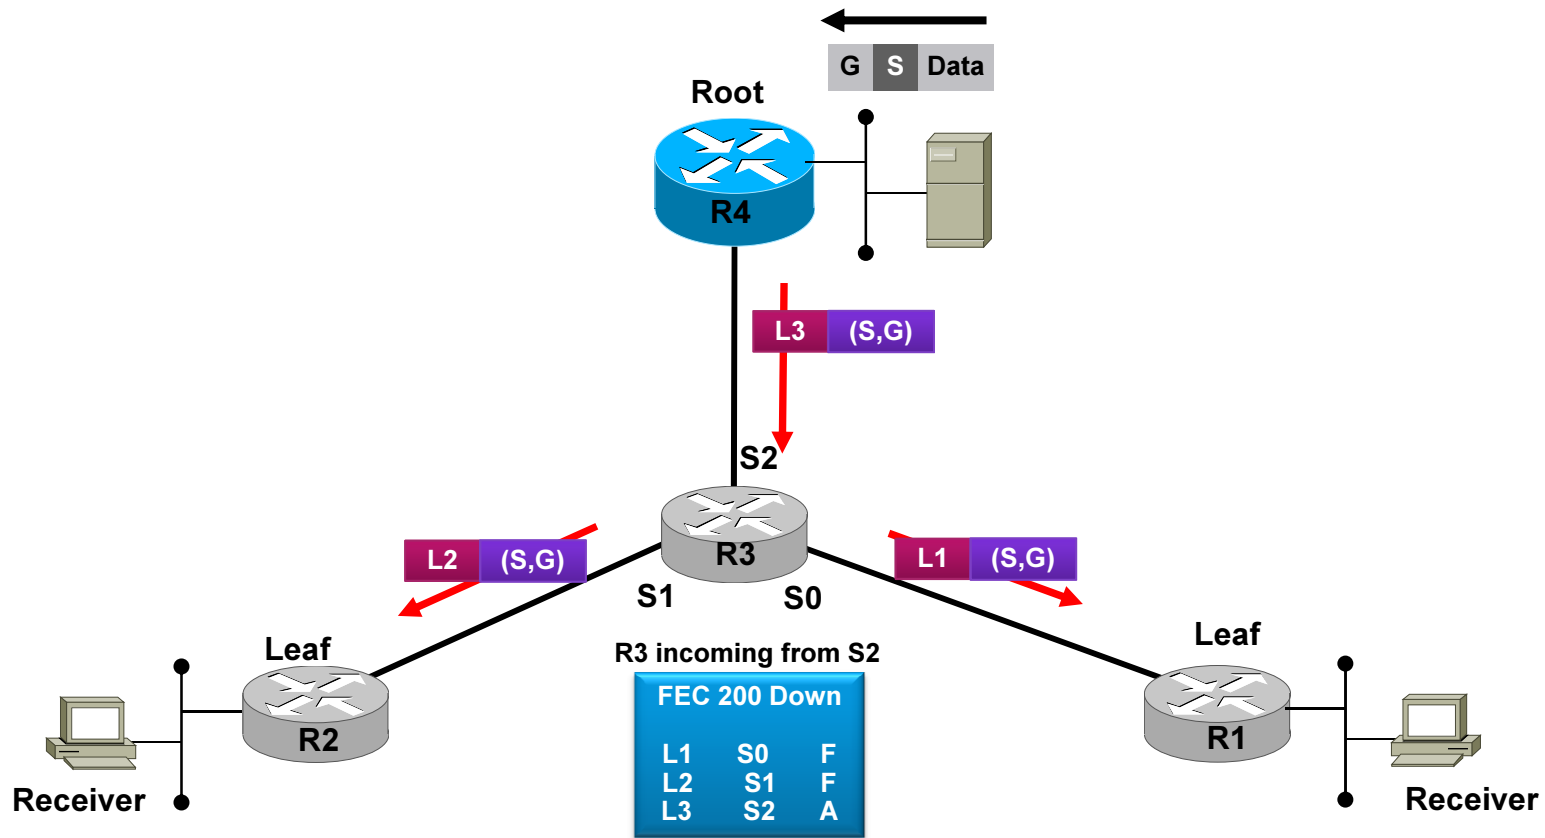 G S Data
Root
R4
L3 (S,G)
S2
R3
L2 (S,G)
L1 (S,G)
S1
S0
Leaf
Leaf
R3 incoming from S2
FEC 200 Down
R2
R1
L1 S0 F
L2 S1 F
L3 S2 A
Receiver
Receiver